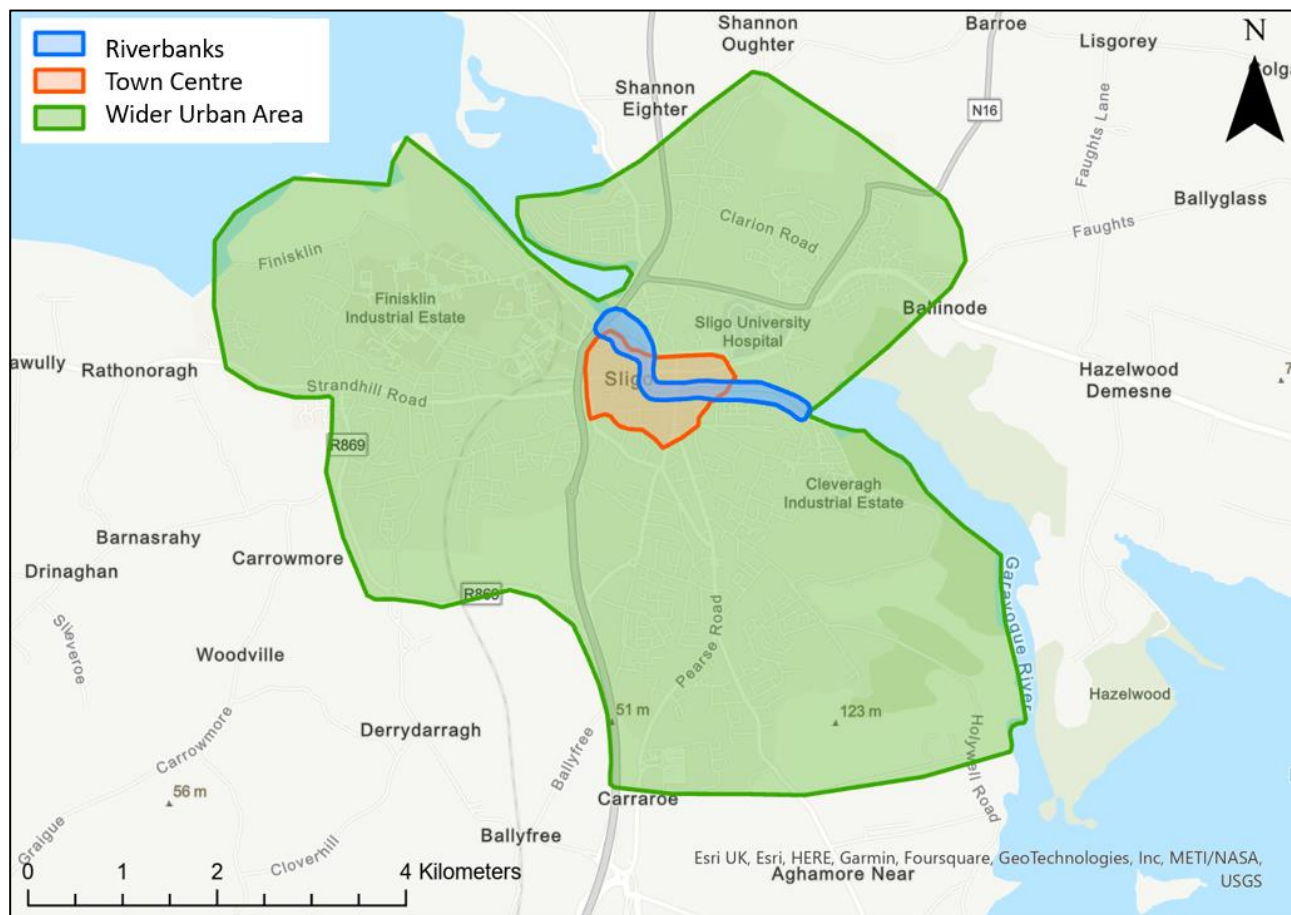 Riverbanks
Town Centre
Wider Urban Area
N
Shannon
Oughter
Barroe
Lisgorey
Colga
Shannon
Eighter
N16
Faughts Lane
Ballyglass
Faughts
Clarion Road
Finisklin
Finisklin
Industrial Estate
Sligo University
Hospital
Ballinode
awully
Rathonoragh
Strandhill Road
Sligo
Hazelwood
Demesne
7
R869
Cleveragh
Industrial Estate
Barnasrahy
Carrowmore
Drinaghan
R869
Garavogue River
Slieveroe
Woodville
Pearse Road
Hazelwood
51 m
123 m
Derrydarragh
Carrowmore
Ballyfree
Holywell Road
56 m
Carraroe
Graigue
Cloverhill
Ballyfree
Aghamore Near
0 1 2 4 Kilometers
Esri UK, Esri, HERE, Garmin, Foursquare, GeoTechnologies, Inc, METI/NASA,
USGS